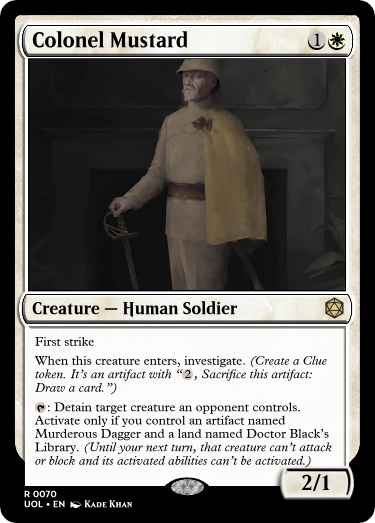 Colonel Mustard 1
Creature — Human Soldier
First strike
When this creature enters, investigate. (Create a Clue
token. It's an artifact with “2, Sacrifice this artifact:
Draw a card.”)
: Detain target creature an opponent controls.
Activate only if you control an artifact named
Murderous Dagger and a land named Doctor Black's
Library. (Until your next turn, that creature can't attack
or block and its activated abilities can't be activated.)
2/1
R 0070
UOL • EN Kade Khan